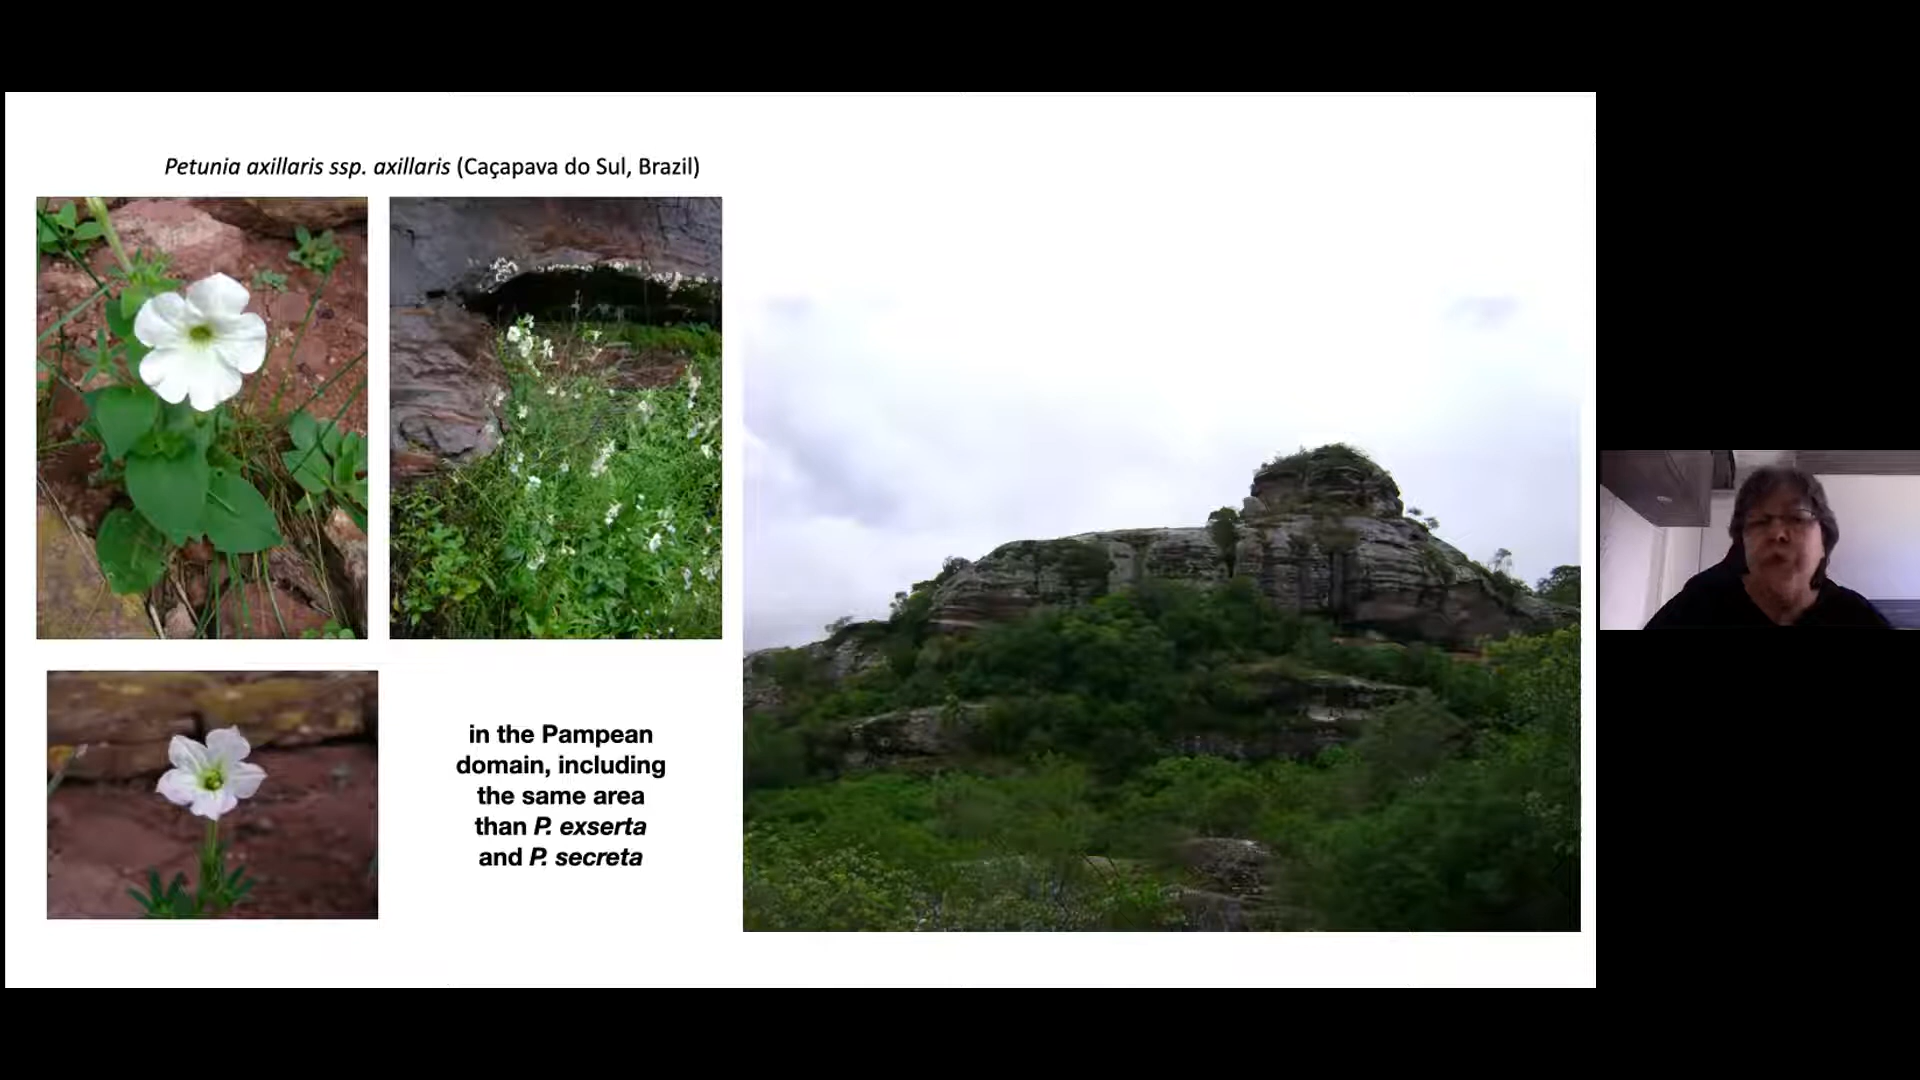 Petunia axillaris ssp. axillaris (Caçapava do Sul, Brazil)
in the Pampean
domain, including
the same area
than P. exserta
and P. secreta